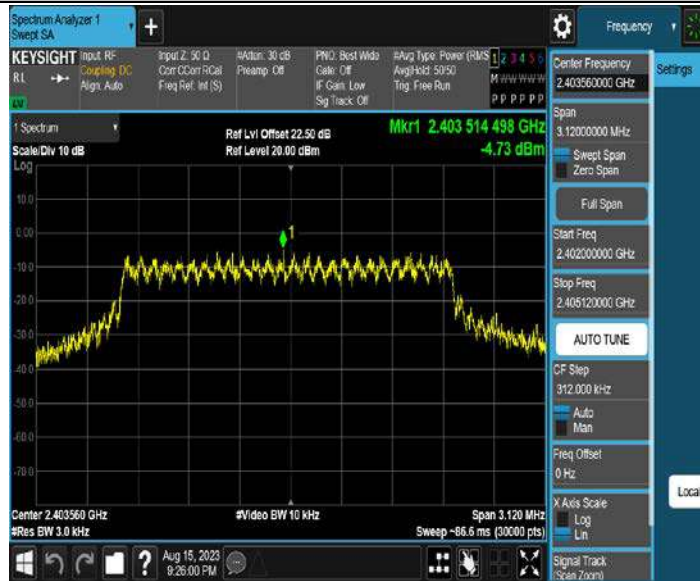 Spectrum Analyzer 1
Swept SA
Frequency
KEYSIGHT
RL
Input: RF
Coupling: DC
Align: Auto
Input Z: 50 Ω
Corr CCorr RCal
Freq Ref: Int (S)
#Atten: 30 dB
Preamp: Off
PNO: Best Wide
Gate: Off
IF Gain: Low
Sig Track: Off
#Avg Type: Power (RMS
Avg|Hold: 50/50
Trig: Free Run
1 2 3 4 5 6
M W W W W W
P P P P P P
1 Spectrum
Scale/Div 10 dB
Log
Ref Lvl Offset 22.50 dB
Ref Level 20.00 dBm
Mkr1 2.403 514 498 GHz
-4.73 dBm
10.0
0.00
-10.0
-20.0
-30.0
-40.0
-50.0
-60.0
-70.0
1
Center 2.403560 GHz
#Res BW 3.0 kHz
#Video BW 10 kHz
Span 3.120 MHz
Sweep ~86.6 ms (30000 pts)
Aug 15, 2023
9:26:00 PM
Center Frequency
2.403560000 GHz
Settings
Span
3.12000000 MHz
Swept Span
Zero Span
Full Span
Start Freq
2.402000000 GHz
Stop Freq
2.405120000 GHz
AUTO TUNE
CF Step
312.000 kHz
Auto
Man
Freq Offset
0 Hz
X Axis Scale
Log
Lin
Local
Signal Track
(Span Zoom)